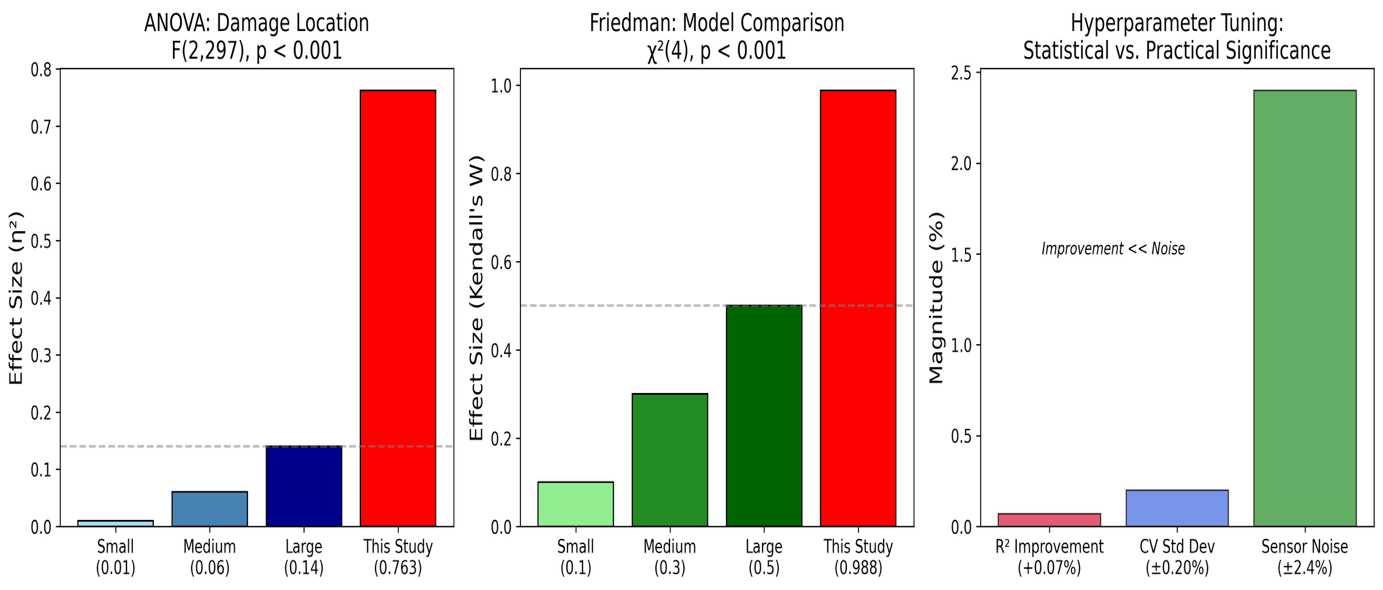 ANOVA: Damage Location
F(2,297), p < 0.001
Effect Size (η²)
0.8
0.7
0.6
0.5
0.4
0.3
0.2
0.1
0.0
Small
(0.01)
Medium
(0.06)
Large
(0.14)
This Study
(0.763)
Friedman: Model Comparison
χ²(4), p < 0.001
Effect Size (Kendall's W)
1.0
0.8
0.6
0.4
0.2
0.0
Small
(0.1)
Medium
(0.3)
Large
(0.5)
This Study
(0.988)
Hyperparameter Tuning:
Statistical vs. Practical Significance
Magnitude (%)
2.5
2.0
1.5
1.0
0.5
0.0
Improvement << Noise
R² Improvement
(+0.07%)
CV Std Dev
(±0.20%)
Sensor Noise
(±2.4%)